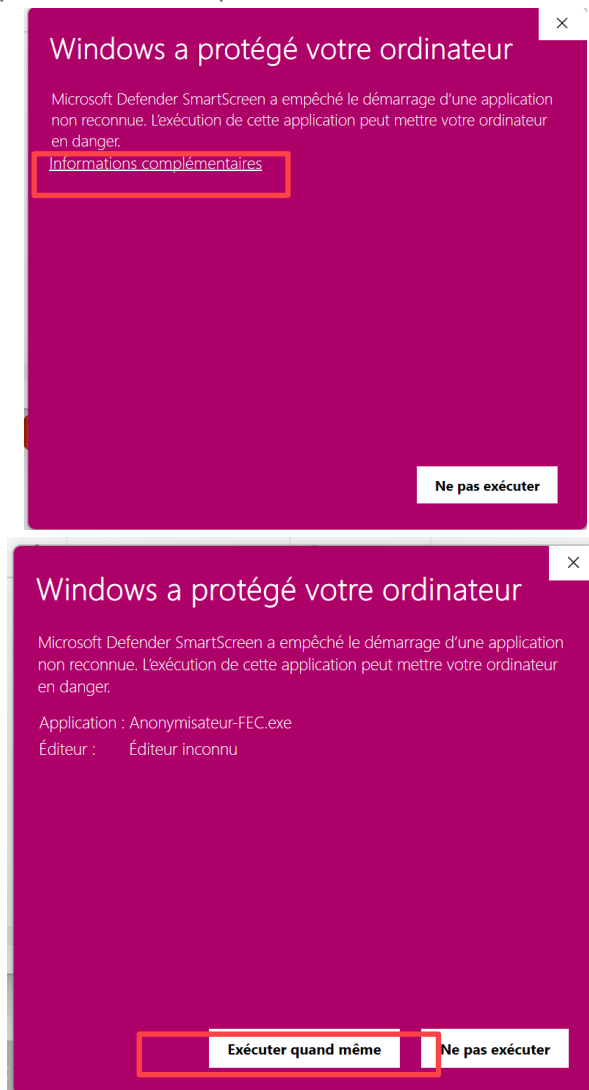 Windows a protégé votre ordinateur
Microsoft Defender SmartScreen a empêché le démarrage d'une application
non reconnue. L'exécution de cette application peut mettre votre ordinateur
en danger.
Informations complémentaires
Ne pas exécuter
Windows a protégé votre ordinateur
Microsoft Defender SmartScreen a empêché le démarrage d'une application
non reconnue. L'exécution de cette application peut mettre votre ordinateur
en danger.
Application : Anonymisateur-FEC.exe
Éditeur : Éditeur inconnu
Exécuter quand même Ne pas exécuter